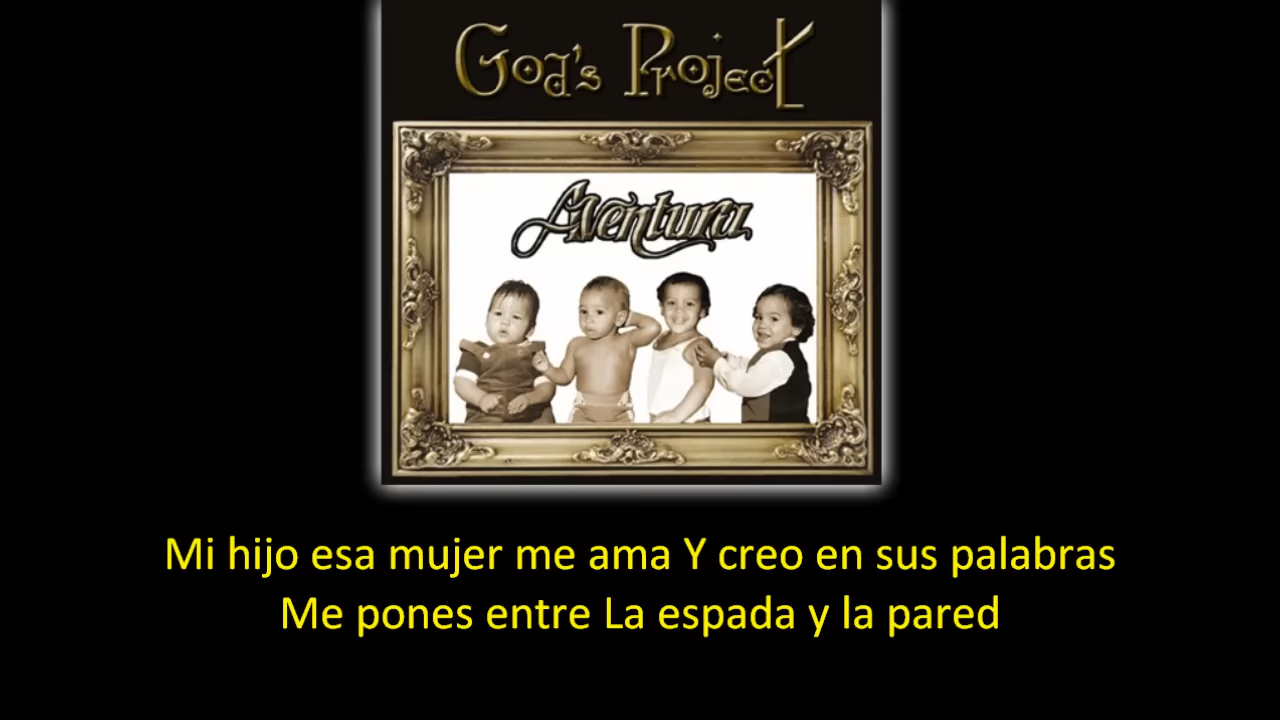 God's Project
Aventura
Mi hijo esa mujer me ama Y creo en sus palabras
Me pones entre La espada y la pared